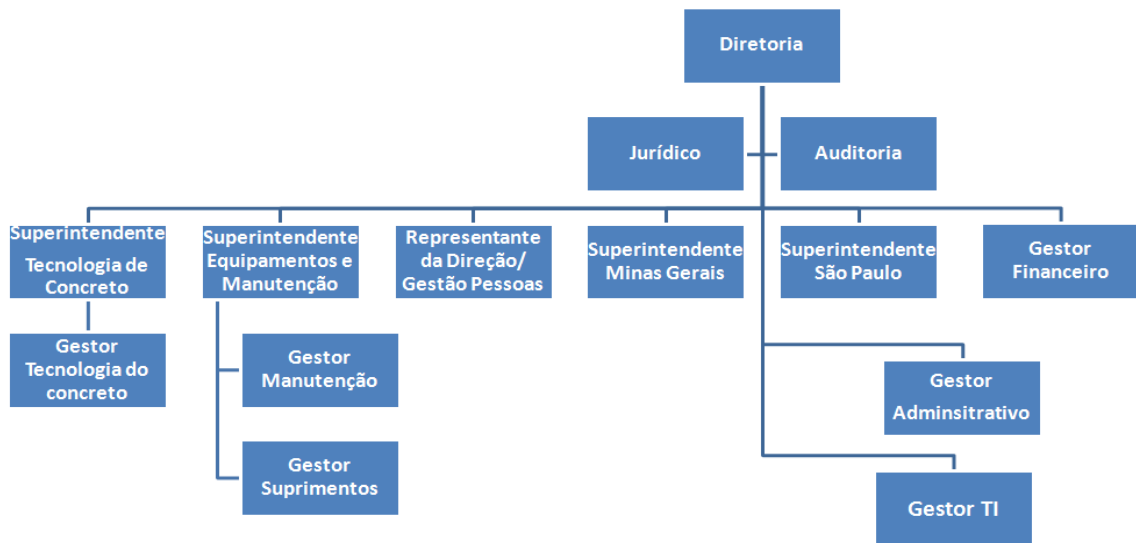 Diretoria
Jurídico
Auditoria
Superintendente
Tecnologia de
Concreto
Superintendente
Equipamentos e
Manutenção
Representante
da Direção/
Gestão Pessoas
Superintendente
Minas Gerais
Superintendente
São Paulo
Gestor
Financeiro
Gestor
Tecnologia do
concreto
Gestor
Manutenção
Gestor
Adminsitrativo
Gestor
Suprimentos
Gestor TI